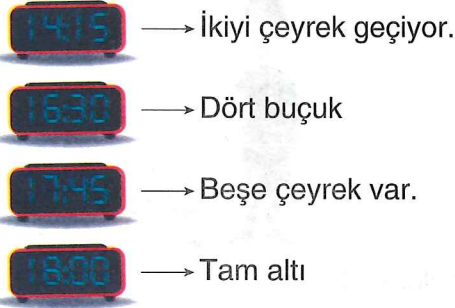 14:15 → İkiyi çeyrek geçiyor.
16:30 → Dört buçuk
17:45 → Beşe çeyrek var.
18:00 → Tam altı